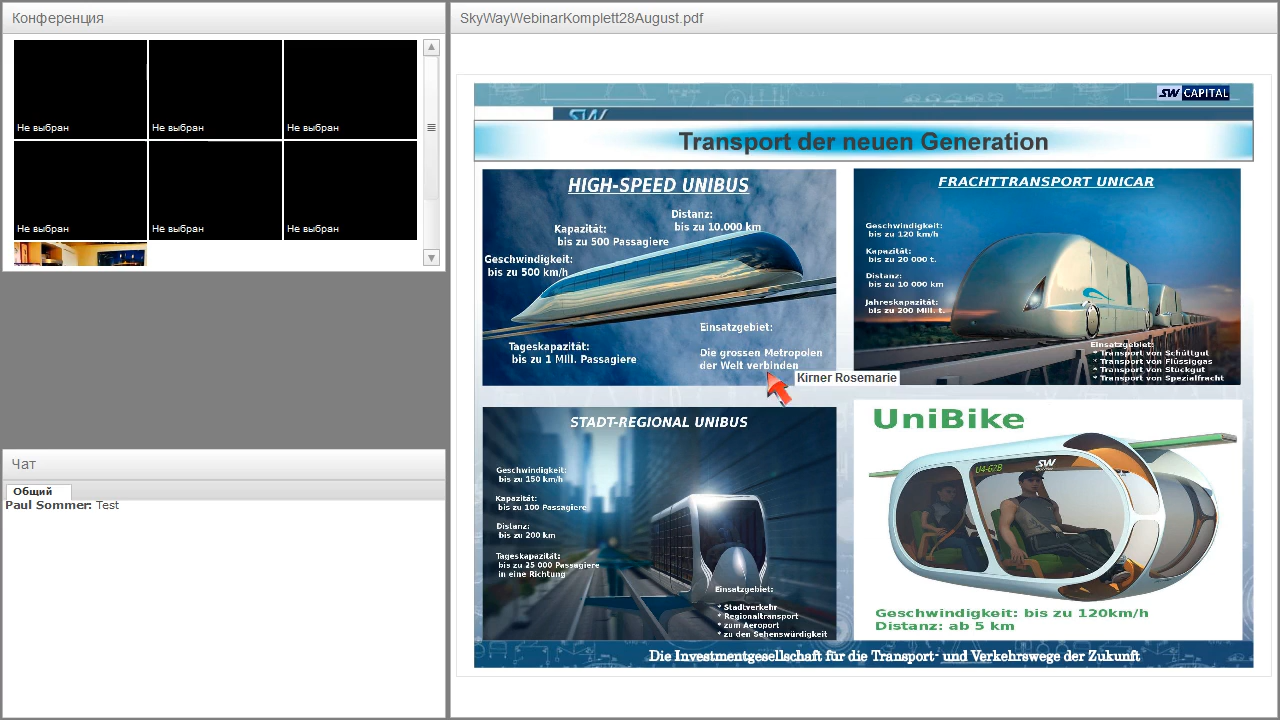 Конференция
Не выбран
Не выбран
Не выбран
Не выбран
Не выбран
Не выбран
Чат
Общий
Paul Sommer: Test
SkyWayWebinarKomplett28August.pdf
SW CAPITAL
SW
Transport der neuen Generation
HIGH-SPEED UNIBUS
Distanz:
bis zu 10.000 km
Kapazität:
bis zu 500 Passagiere
Geschwindigkeit:
bis zu 500 km/h
Einsatzgebiet:
Die grossen Metropolen
der Welt verbinden
Tageskapazität:
bis zu 1 Mill. Passagiere
Kirner Rosemarie
FRACHTTRANSPORT UNICAR
Geschwindigkeit:
bis zu 120 km/h
Kapazität:
bis zu 20 000 t.
Distanz:
bis zu 10 000 km
Jahreskapazität:
bis zu 200 Mill. t.
Einsatzgebiet:
* Transport von Schüttgut
* Transport von Flüssiggas
* Transport von Stückgut
* Transport von Spezialfracht
STADT-REGIONAL UNIBUS
Geschwindigkeit:
bis zu 150 km/h
Kapazität:
bis zu 100 Passagiere
Distanz:
bis zu 200 km
Tageskapazität:
bis zu 25 000 Passagiere
in eine Richtung
Einsatzgebiet:
* Stadtverkehr
* Regionaltransport
* zum Aeroport
* zu den Sehenswürdigkeit
UniBike
U4-628
SW
Geschwindigkeit: bis zu 120km/h
Distanz: ab 5 km
Die Investmentgesellschaft für die Transport- und Verkehrswege der Zukunft